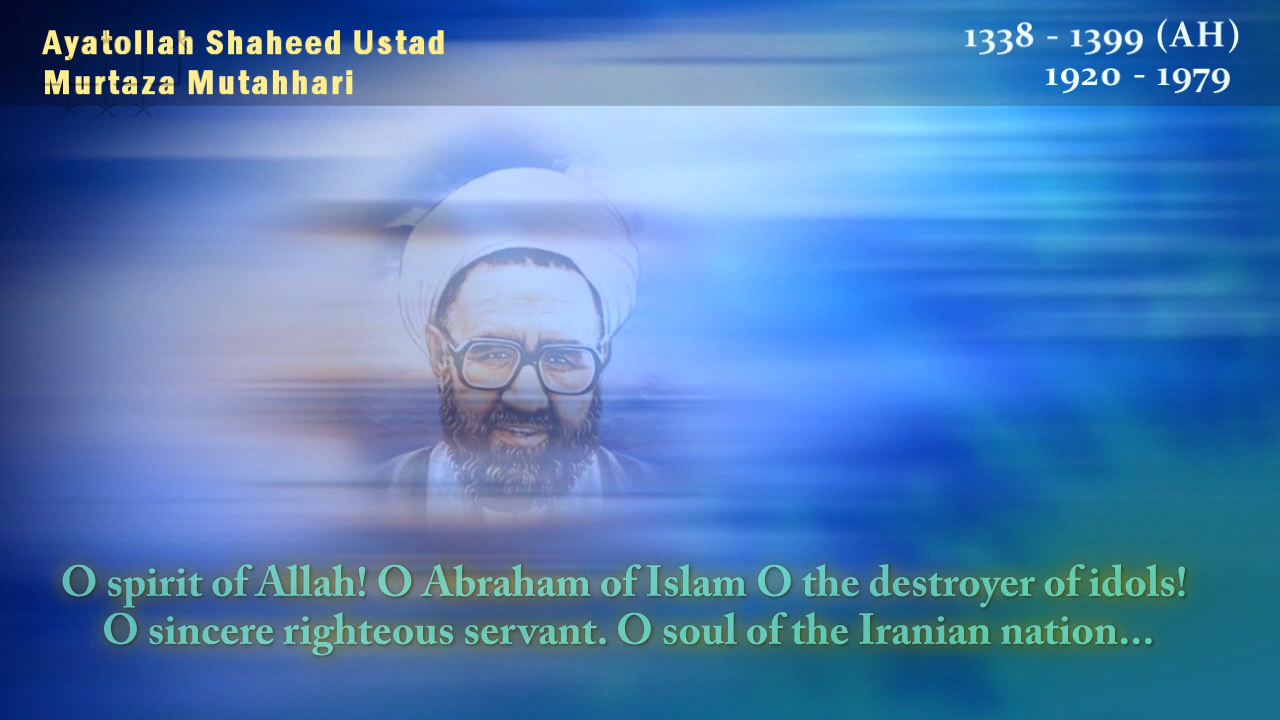 Ayatollah Shaheed Ustad
Murtaza Mutahhari
1338 - 1399 (AH)
1920 - 1979
O spirit of Allah! O Abraham of Islam O the destroyer of idols!
O sincere righteous servant. O soul of the Iranian nation...